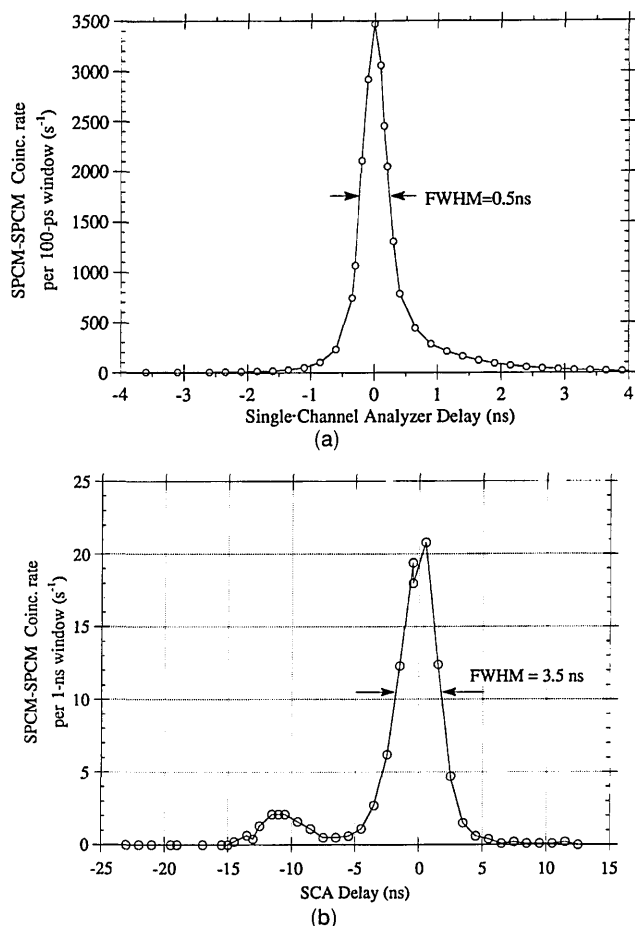 SPCM-SPCM Coinc. rate
per 100-ps window (s⁻¹)
3500
3000
2500
2000
1500
1000
500
0
FWHM=0.5ns
-4 -3 -2 -1 0 1 2 3 4
Single-Channel Analyzer Delay (ns)
(a)
SPCM-SPCM Coinc. rate
per 1-ns window (s⁻¹)
25
20
15
10
5
0
FWHM = 3.5 ns
-25 -20 -15 -10 -5 0 5 10 15
SCA Delay (ns)
(b)